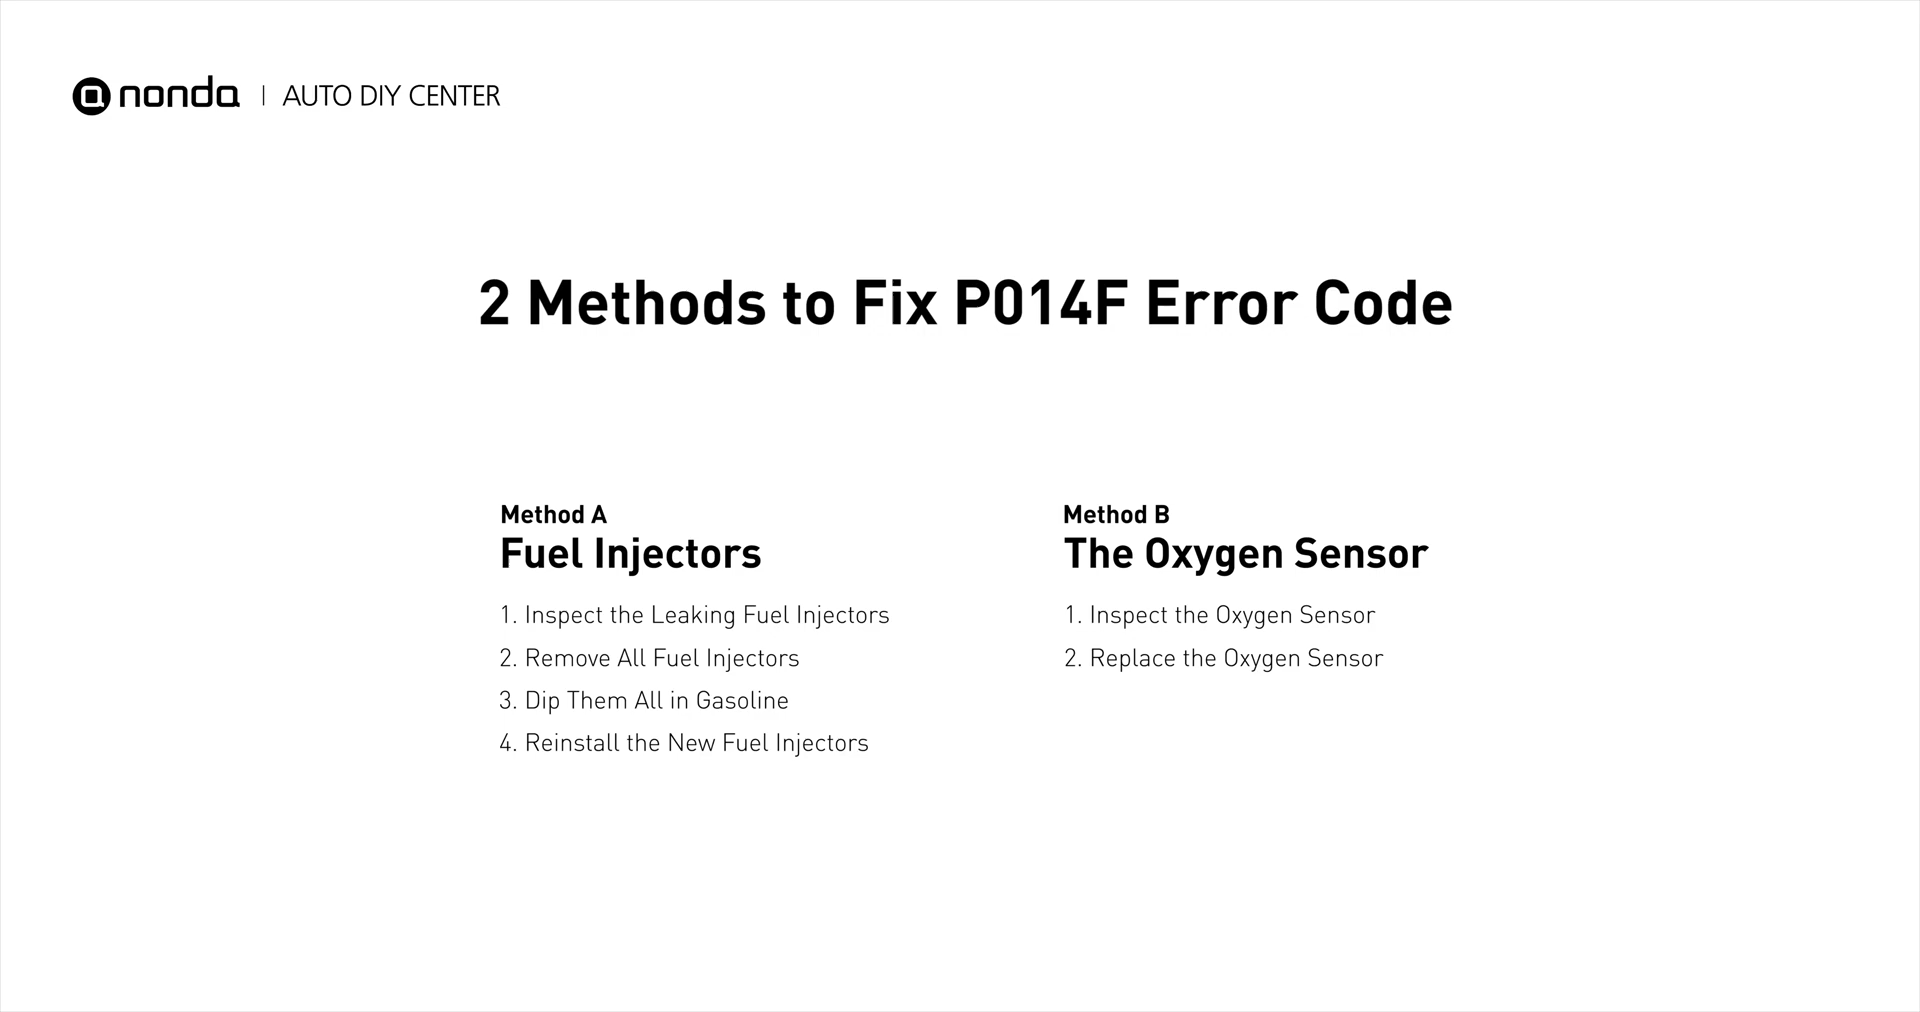 nonda | AUTO DIY CENTER
2 Methods to Fix P014F Error Code
Method A
Fuel Injectors
1. Inspect the Leaking Fuel Injectors
2. Remove All Fuel Injectors
3. Dip Them All in Gasoline
4. Reinstall the New Fuel Injectors
Method B
The Oxygen Sensor
1. Inspect the Oxygen Sensor
2. Replace the Oxygen Sensor